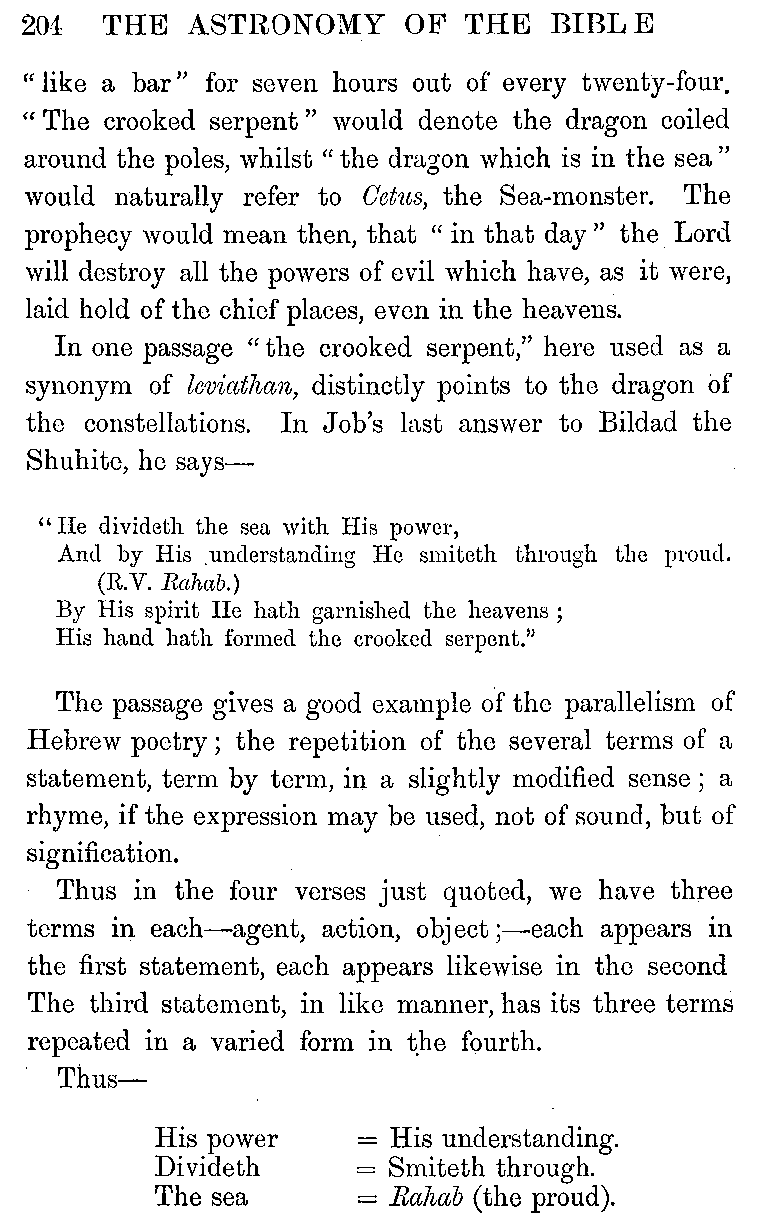 204 THE ASTRONOMY OF THE BIBLE
“like a bar” for seven hours out of every twenty-four.
“The crooked serpent” would denote the dragon coiled
around the poles, whilst “the dragon which is in the sea”
would naturally refer to Cetus, the Sea-monster. The
prophecy would mean then, that “in that day” the Lord
will destroy all the powers of evil which have, as it were,
laid hold of the chief places, even in the heavens.
In one passage “the crooked serpent,” here used as a
synonym of leviathan, distinctly points to the dragon of
the constellations. In Job’s last answer to Bildad the
Shuhite, he says—
“He divideth the sea with His power,
And by His understanding He smiteth through the proud.
(R.V. Rahab.)
By His spirit He hath garnished the heavens;
His hand hath formed the crooked serpent.”
The passage gives a good example of the parallelism of
Hebrew poetry; the repetition of the several terms of a
statement, term by term, in a slightly modified sense; a
rhyme, if the expression may be used, not of sound, but of
signification.
Thus in the four verses just quoted, we have three
terms in each—agent, action, object;—each appears in
the first statement, each appears likewise in the second
The third statement, in like manner, has its three terms
repeated in a varied form in the fourth.
Thus—
His power = His understanding.
Divideth = Smiteth through.
The sea = Rahab (the proud).